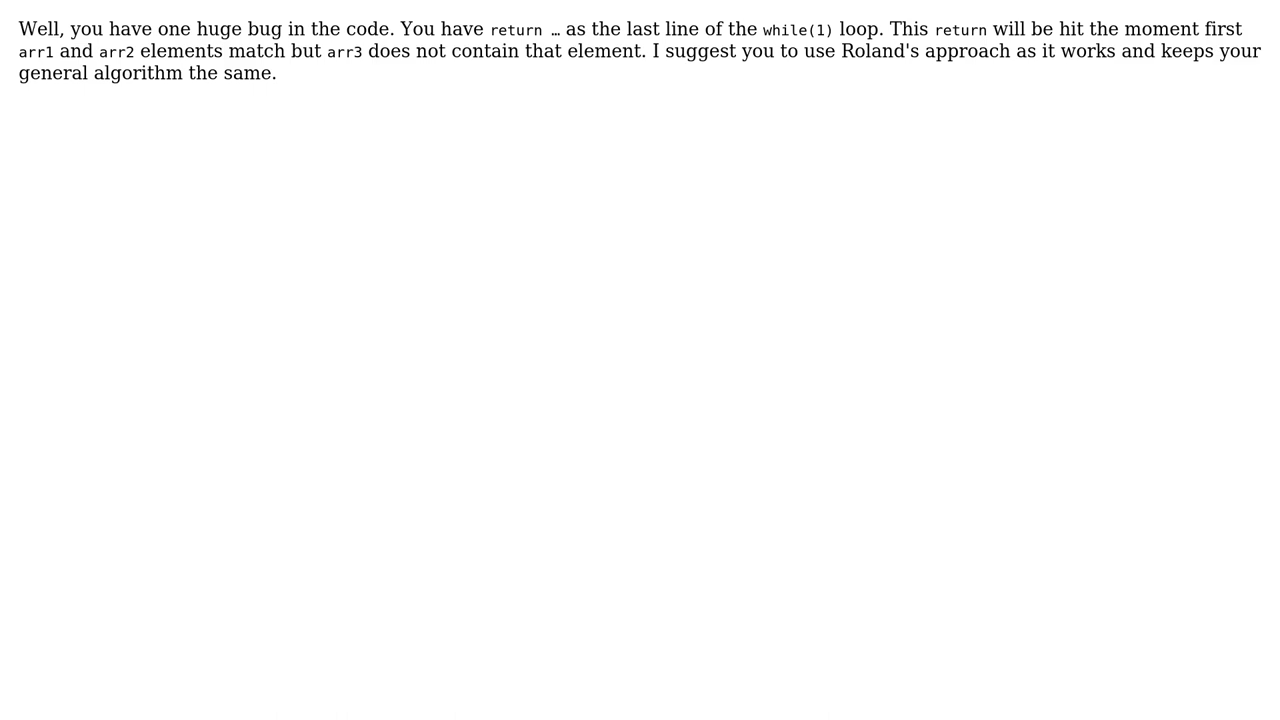 Well, you have one huge bug in the code. You have return … as the last line of the while(1) loop. This return will be hit the moment first
arr1 and arr2 elements match but arr3 does not contain that element. I suggest you to use Roland's approach as it works and keeps your
general algorithm the same.